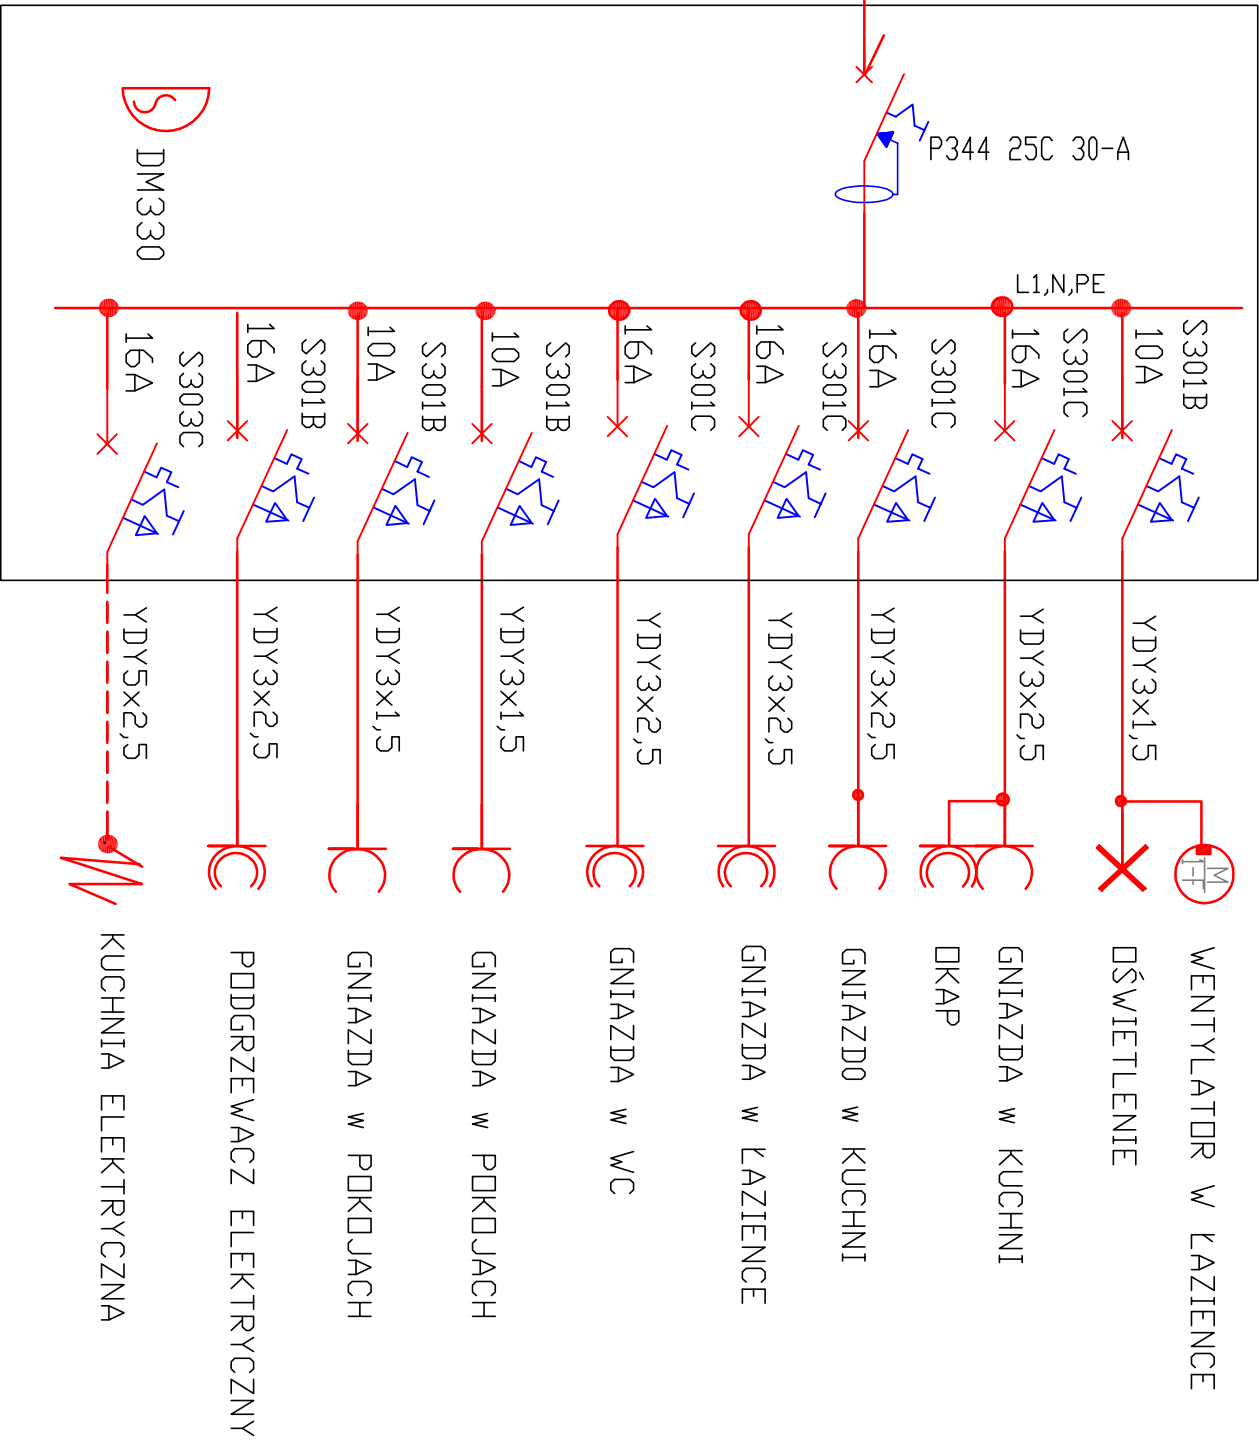 P344 25C 30-A
DM330
L1,N,PE
16A
S303C
16A
S301B
10A
S301B
10A
S301B
16A
S301C
16A
S301C
16A
S301C
16A
S301C
10A
S301B
YDY5x2,5
YDY3x2,5
YDY3x1,5
YDY3x1,5
YDY3x2,5
YDY3x2,5
YDY3x2,5
YDY3x2,5
YDY3x1,5
M
1-f
KUCHNIA ELEKTRYCZNA
PODGRZEWACZ ELEKTRYCZNY
GNIAZDA w POKOJACH
GNIAZDA w POKOJACH
GNIAZDA w WC
GNIAZDA w ŁAZIENCE
GNIAZDO w KUCHNI
OKAP
GNIAZDA w KUCHNI
OŚWIETLENIE
WENTYLATOR W ŁAZIENCE